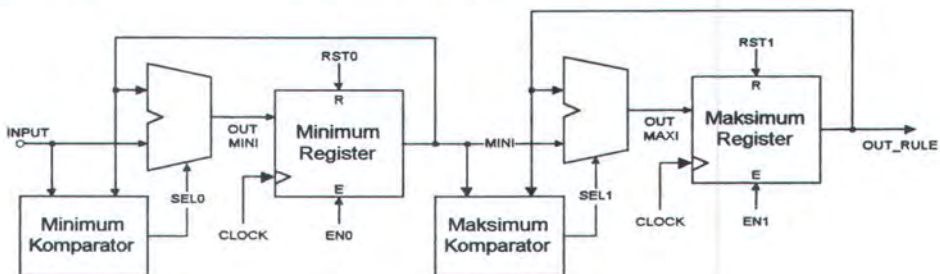 INPUT
OUT
MINI
SEL0
RST0
R
Minimum
Register
E
CLOCK
EN0
Minimum
Komparator
MINI
OUT
MAXI
SEL1
RST1
R
Maksimum
Register
E
CLOCK
EN1
Maksimum
Komparator
OUT_RULE